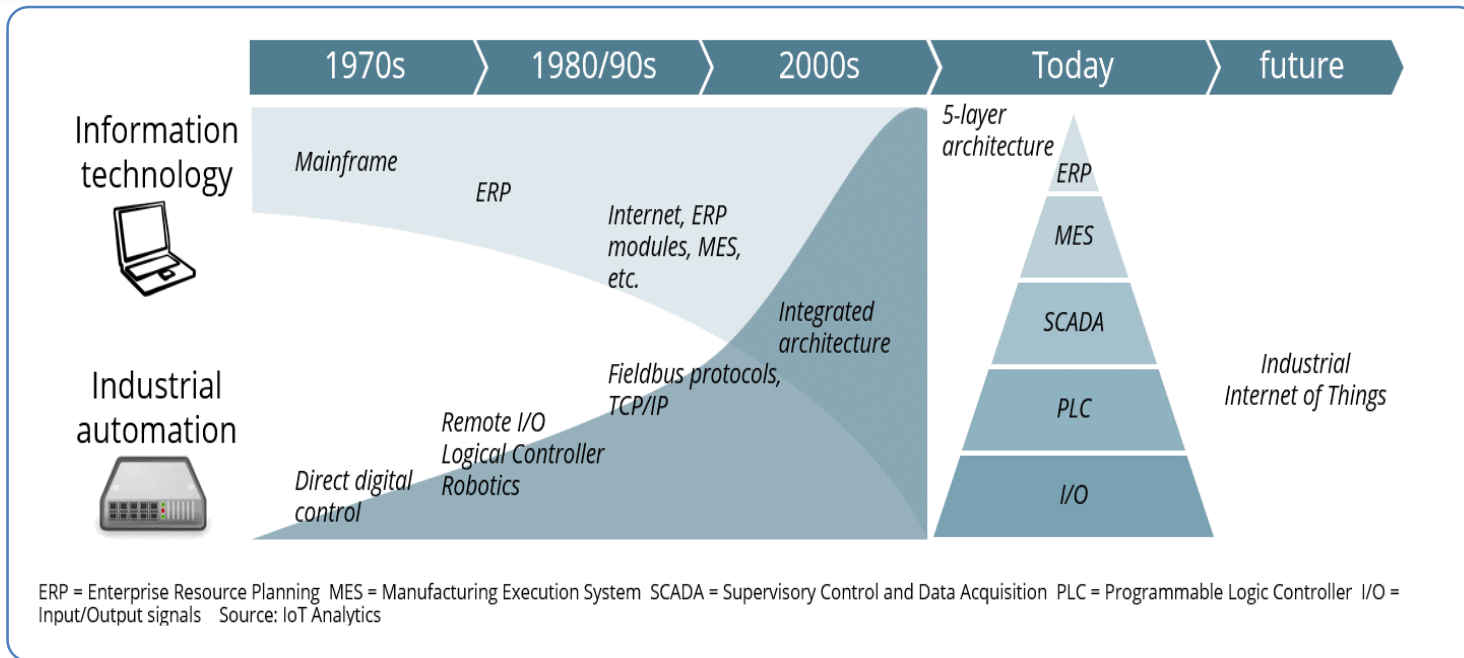 1970s
1980/90s
2000s
Today
future
Information
technology
Mainframe
ERP
Internet, ERP
modules, MES,
etc.
Integrated
architecture
Industrial
automation
Direct digital
control
Remote I/O
Logical Controller
Robotics
Fieldbus protocols,
TCP/IP
5-layer
architecture
ERP
MES
SCADA
PLC
I/O
Industrial
Internet of Things
ERP = Enterprise Resource Planning MES = Manufacturing Execution System SCADA = Supervisory Control and Data Acquisition PLC = Programmable Logic Controller I/O =
Input/Output signals Source: IoT Analytics